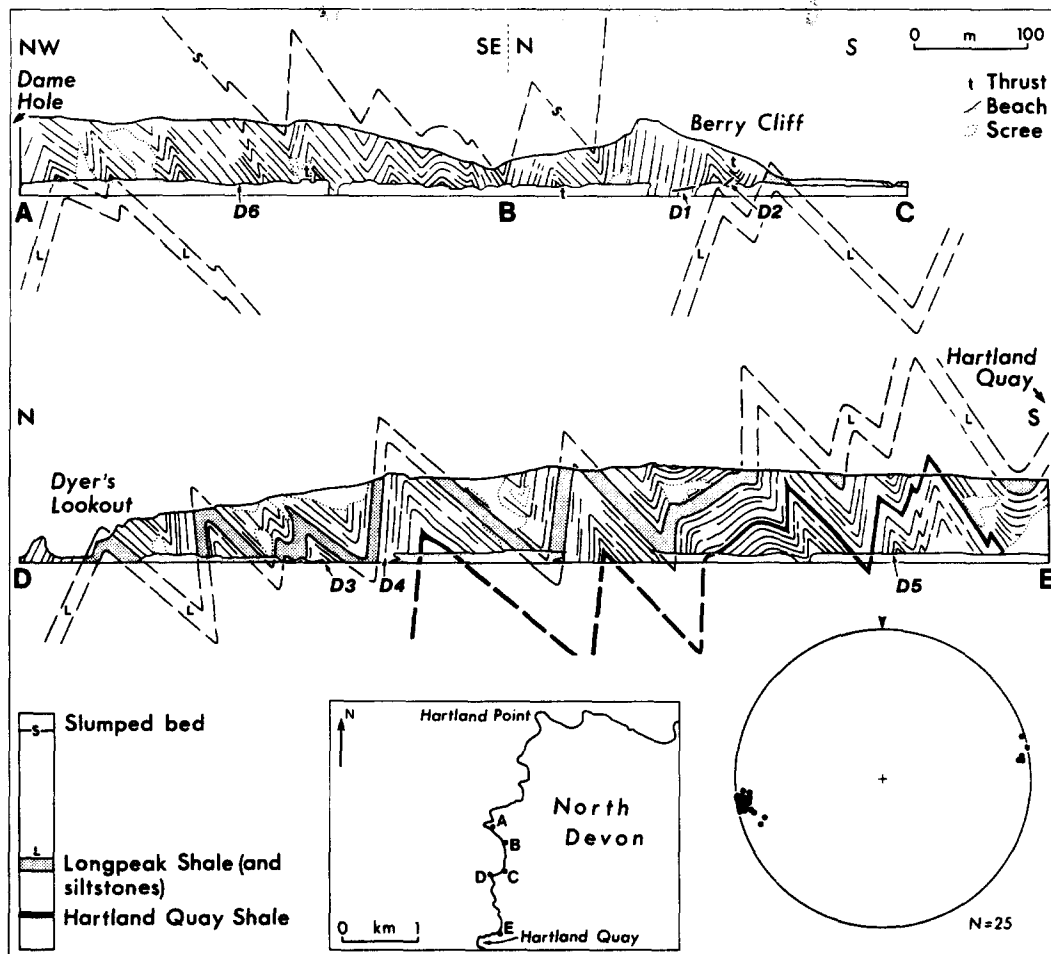 NW
SE N
S
0 m 100
Dame
Hole
t Thrust
Beach
Scree
S
S
Berry Cliff
t
t
t
t
A
D6
B
D1
D2
C
L
L
L
L
Hartland
Quay
N
S
L
L
Dyer's
Lookout
D
D3
D4
D5
E
L
L
Slumped bed
S
L
Longpeak Shale (and
siltstones)
Hartland Quay Shale
N
Hartland Point
A
North
Devon
B
D
C
E
0 km 1
Hartland Quay
+
N=25